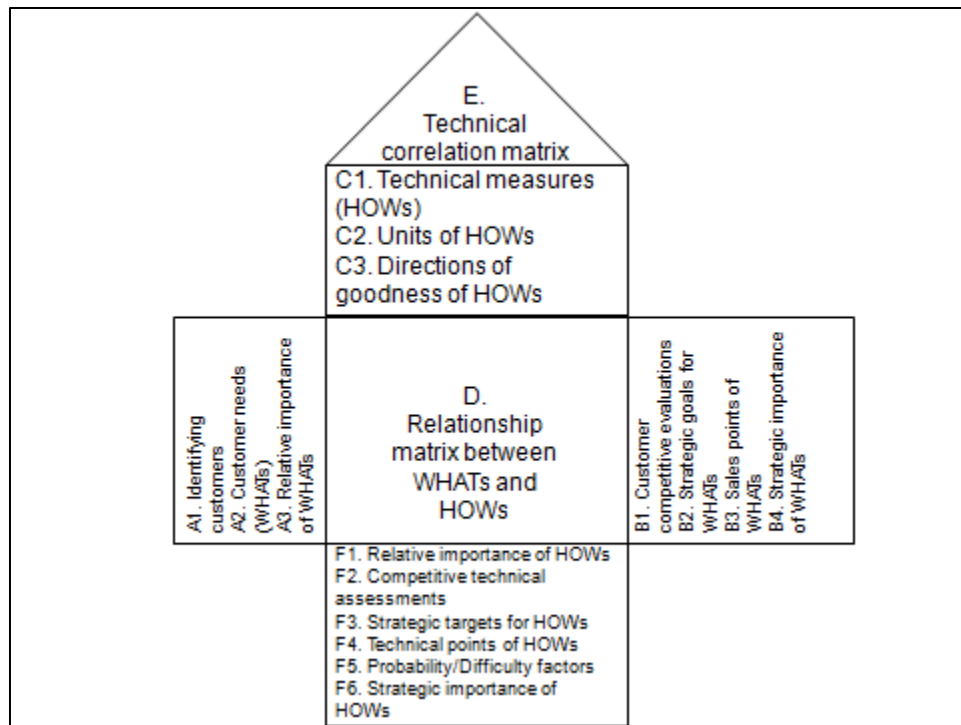 E.
Technical
correlation matrix
C1. Technical measures
(HOWs)
C2. Units of HOWs
C3. Directions of
goodness of HOWs
A1. Identifying
customers
A2. Customer needs
(WHATs)
A3. Relative importance
of WHATs
D.
Relationship
matrix between
WHATs and
HOWs
B1. Customer
competitive evaluations
B2. Strategic goals for
WHATs
B3. Sales points of
WHATs
B4. Strategic importance
of WHATs
F1. Relative importance of HOWs
F2. Competitive technical
assessments
F3. Strategic targets for HOWs
F4. Technical points of HOWs
F5. Probability/Difficulty factors
F6. Strategic importance of
HOWs